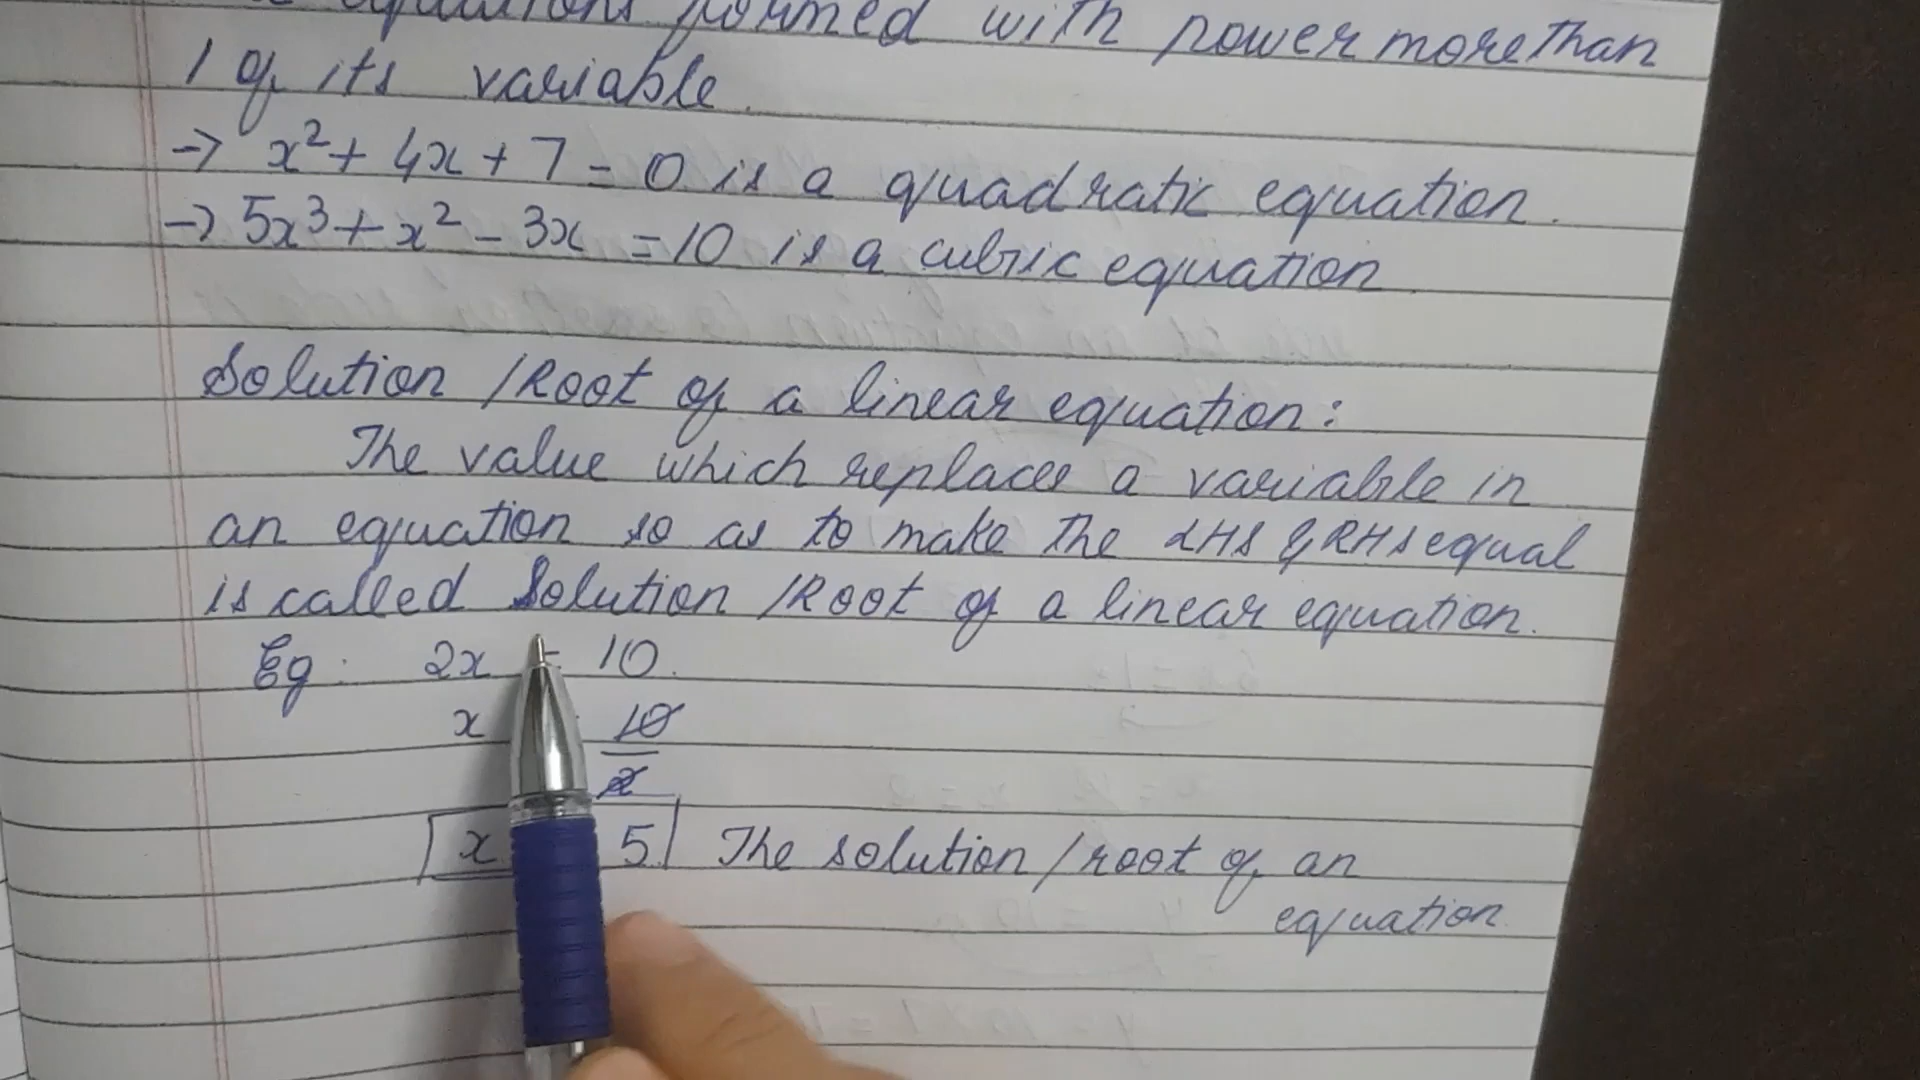 equations formed with power more than
1 of its variable.
→ x² + 4x + 7 = 0 is a quadratic equation.
→ 5x³ + x² - 3x = 10 is a cubic equation.
Solution / Root of a linear equation:
The value which replaces a variable in
an equation so as to make the LHS & RHS equal
is called Solution / Root of a linear equation.
Eg: 2x = 10.
x 10
2
x 5 The solution / root of an
equation